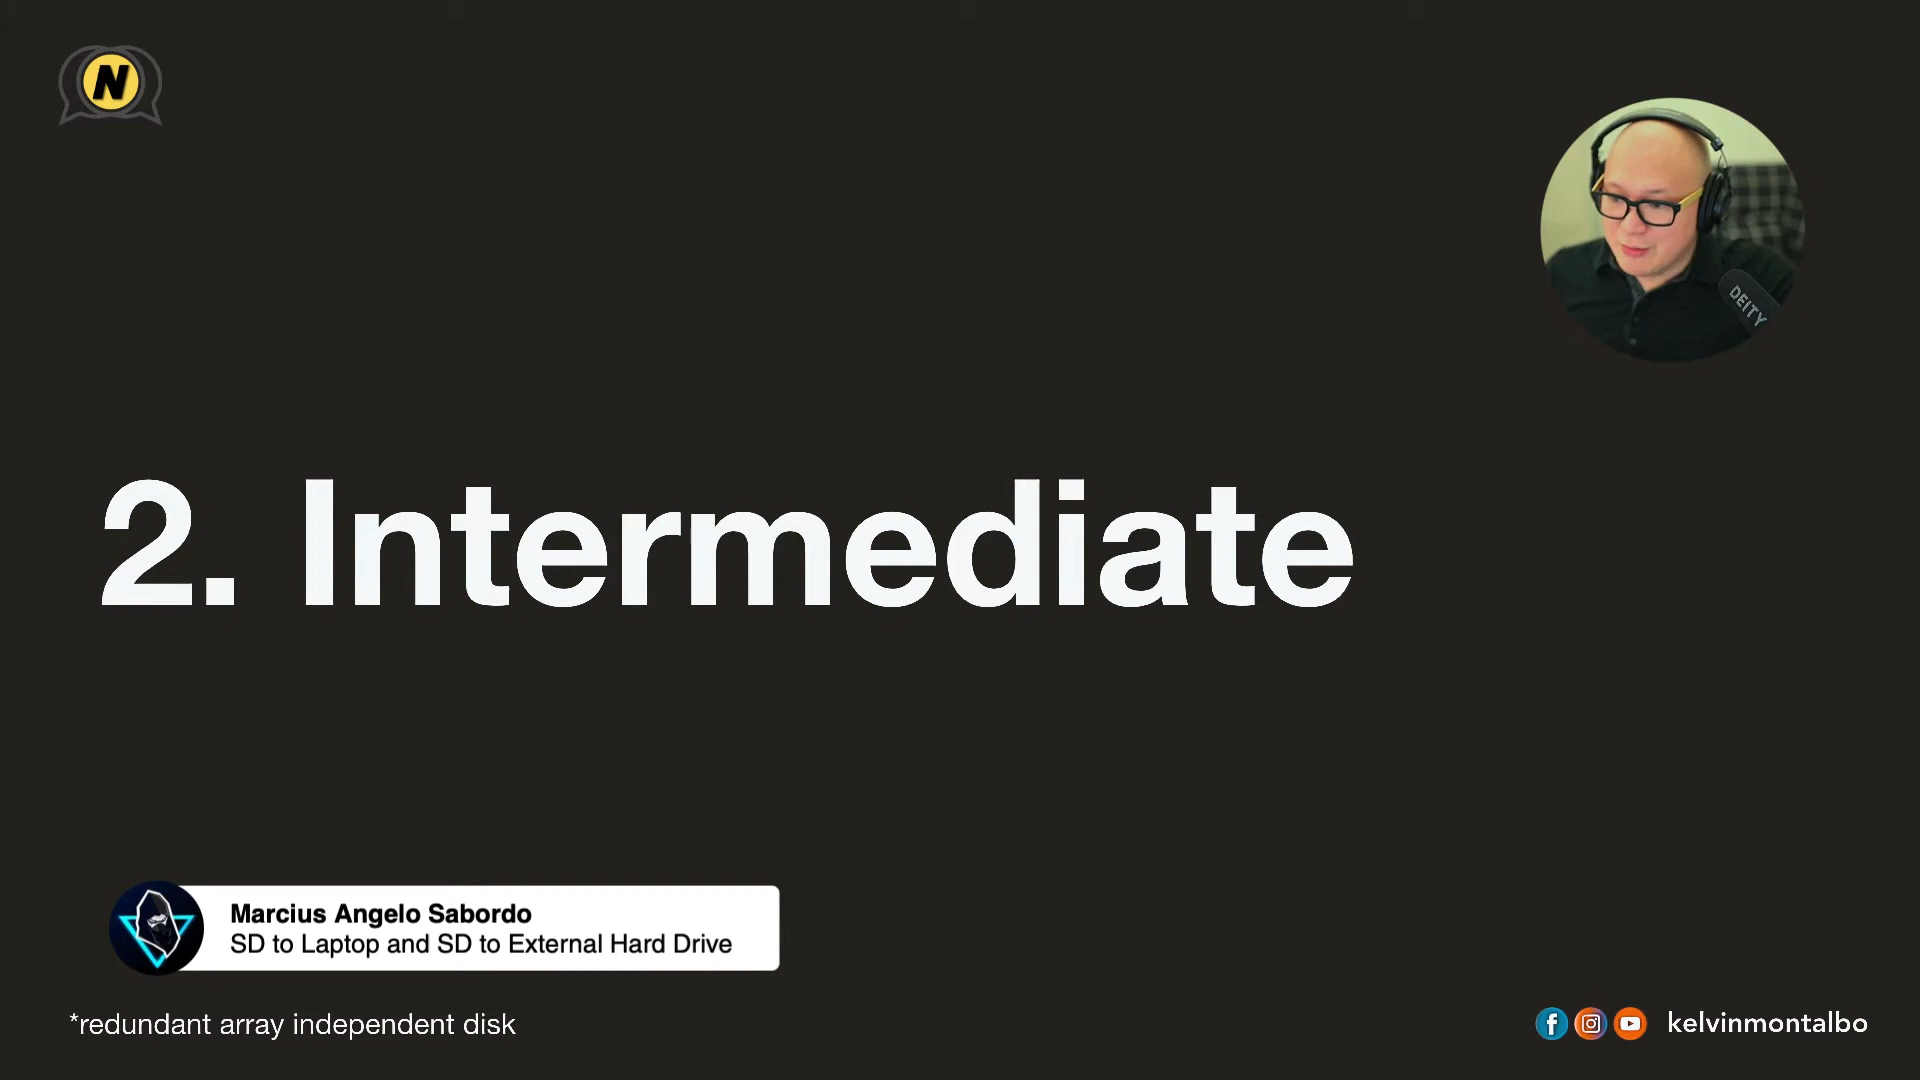 N
DEITY
2. Intermediate
Marcius Angelo Sabordo
SD to Laptop and SD to External Hard Drive
*redundant array independent disk
kelvinmontalbo